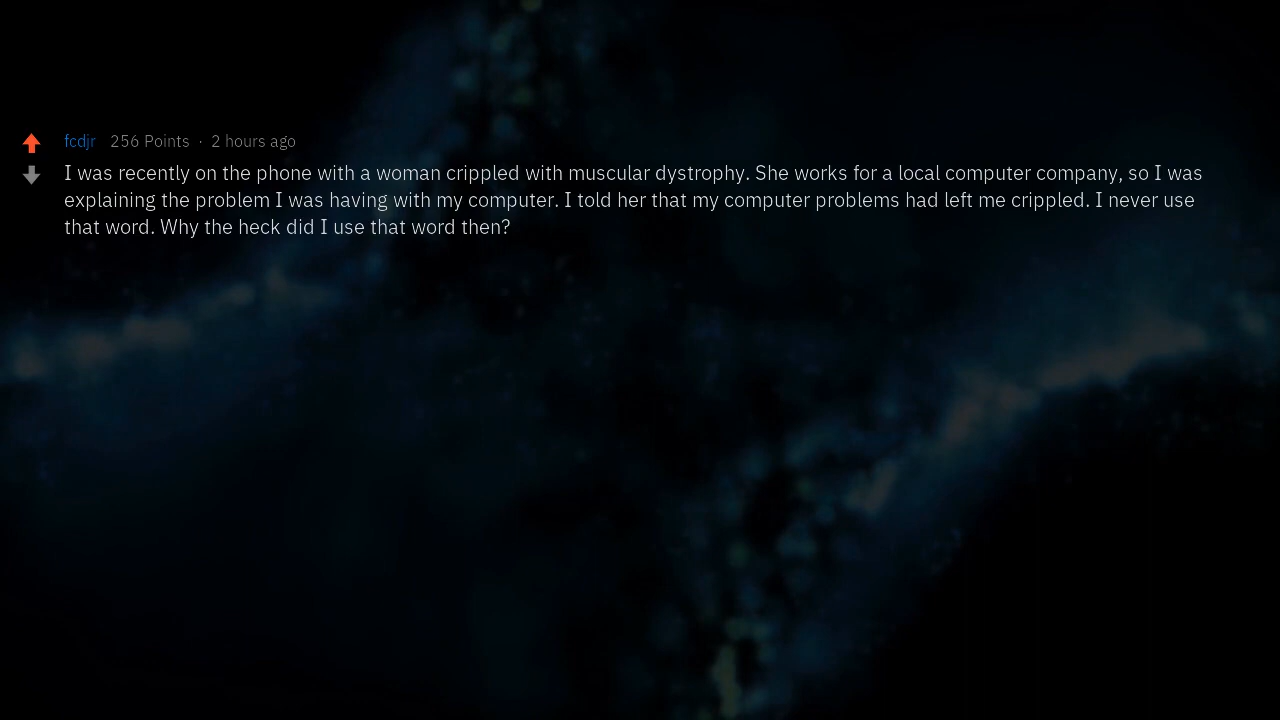 fcdjr 256 Points · 2 hours ago
I was recently on the phone with a woman crippled with muscular dystrophy. She works for a local computer company, so I was
explaining the problem I was having with my computer. I told her that my computer problems had left me crippled. I never use
that word. Why the heck did I use that word then?